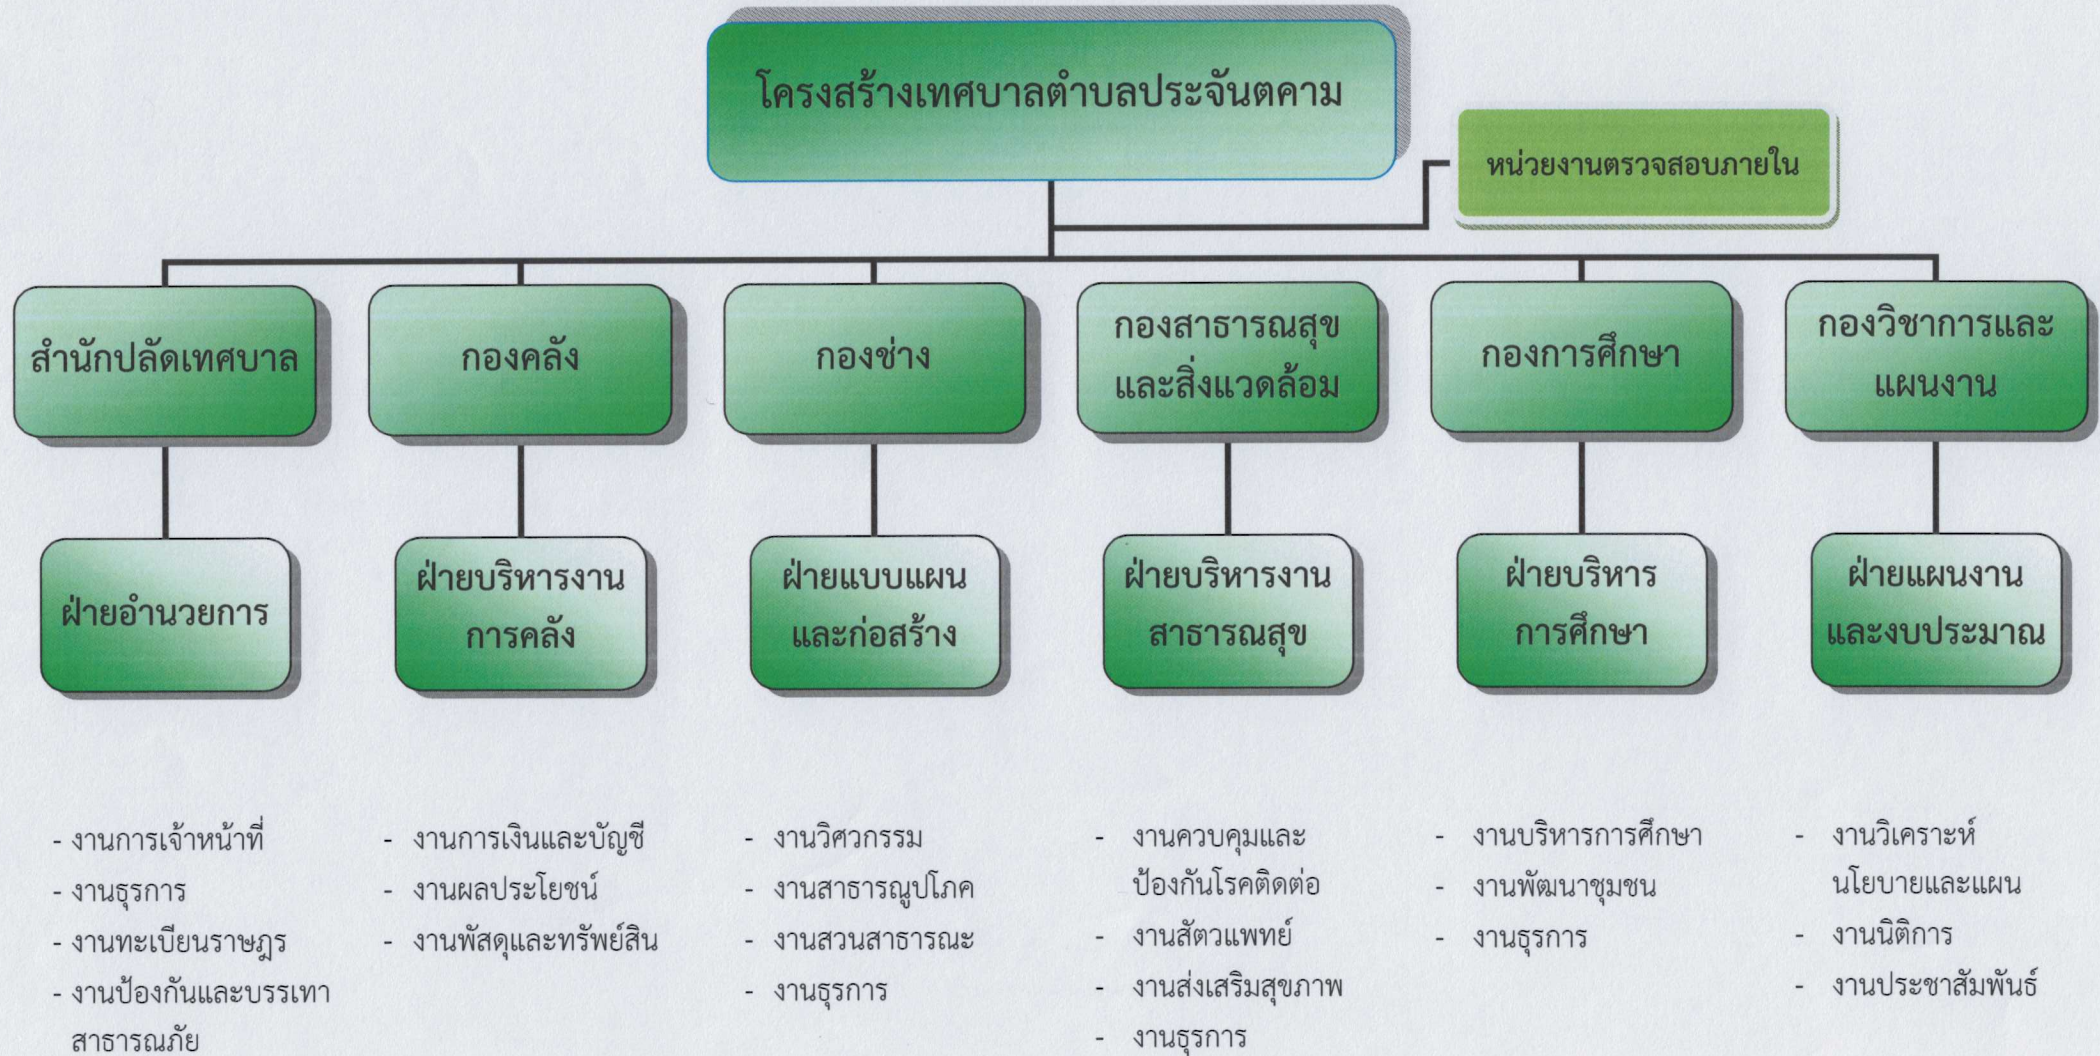 โครงสร้างเทศบาลตำบลประจันตคาม
หน่วยงานตรวจสอบภายใน
สำนักปลัดเทศบาล
กองคลัง
กองช่าง
กองสาธารณสุข
และสิ่งแวดล้อม
กองการศึกษา
กองวิชาการและ
แผนงาน
ฝ่ายอำนวยการ
ฝ่ายบริหารงาน
การคลัง
ฝ่ายแบบแผน
และก่อสร้าง
ฝ่ายบริหารงาน
สาธารณสุข
ฝ่ายบริหาร
การศึกษา
ฝ่ายแผนงาน
และงบประมาณ
- งานการเจ้าหน้าที่
- งานธุรการ
- งานทะเบียนราษฎร
- งานป้องกันและบรรเทา
สาธารณภัย
- งานการเงินและบัญชี
- งานผลประโยชน์
- งานพัสดุและทรัพย์สิน
- งานวิศวกรรม
- งานสาธารณูปโภค
- งานสวนสาธารณะ
- งานธุรการ
- งานควบคุมและ
ป้องกันโรคติดต่อ
- งานสัตวแพทย์
- งานส่งเสริมสุขภาพ
- งานธุรการ
- งานบริหารการศึกษา
- งานพัฒนาชุมชน
- งานธุรการ
- งานวิเคราะห์
นโยบายและแผน
- งานนิติการ
- งานประชาสัมพันธ์